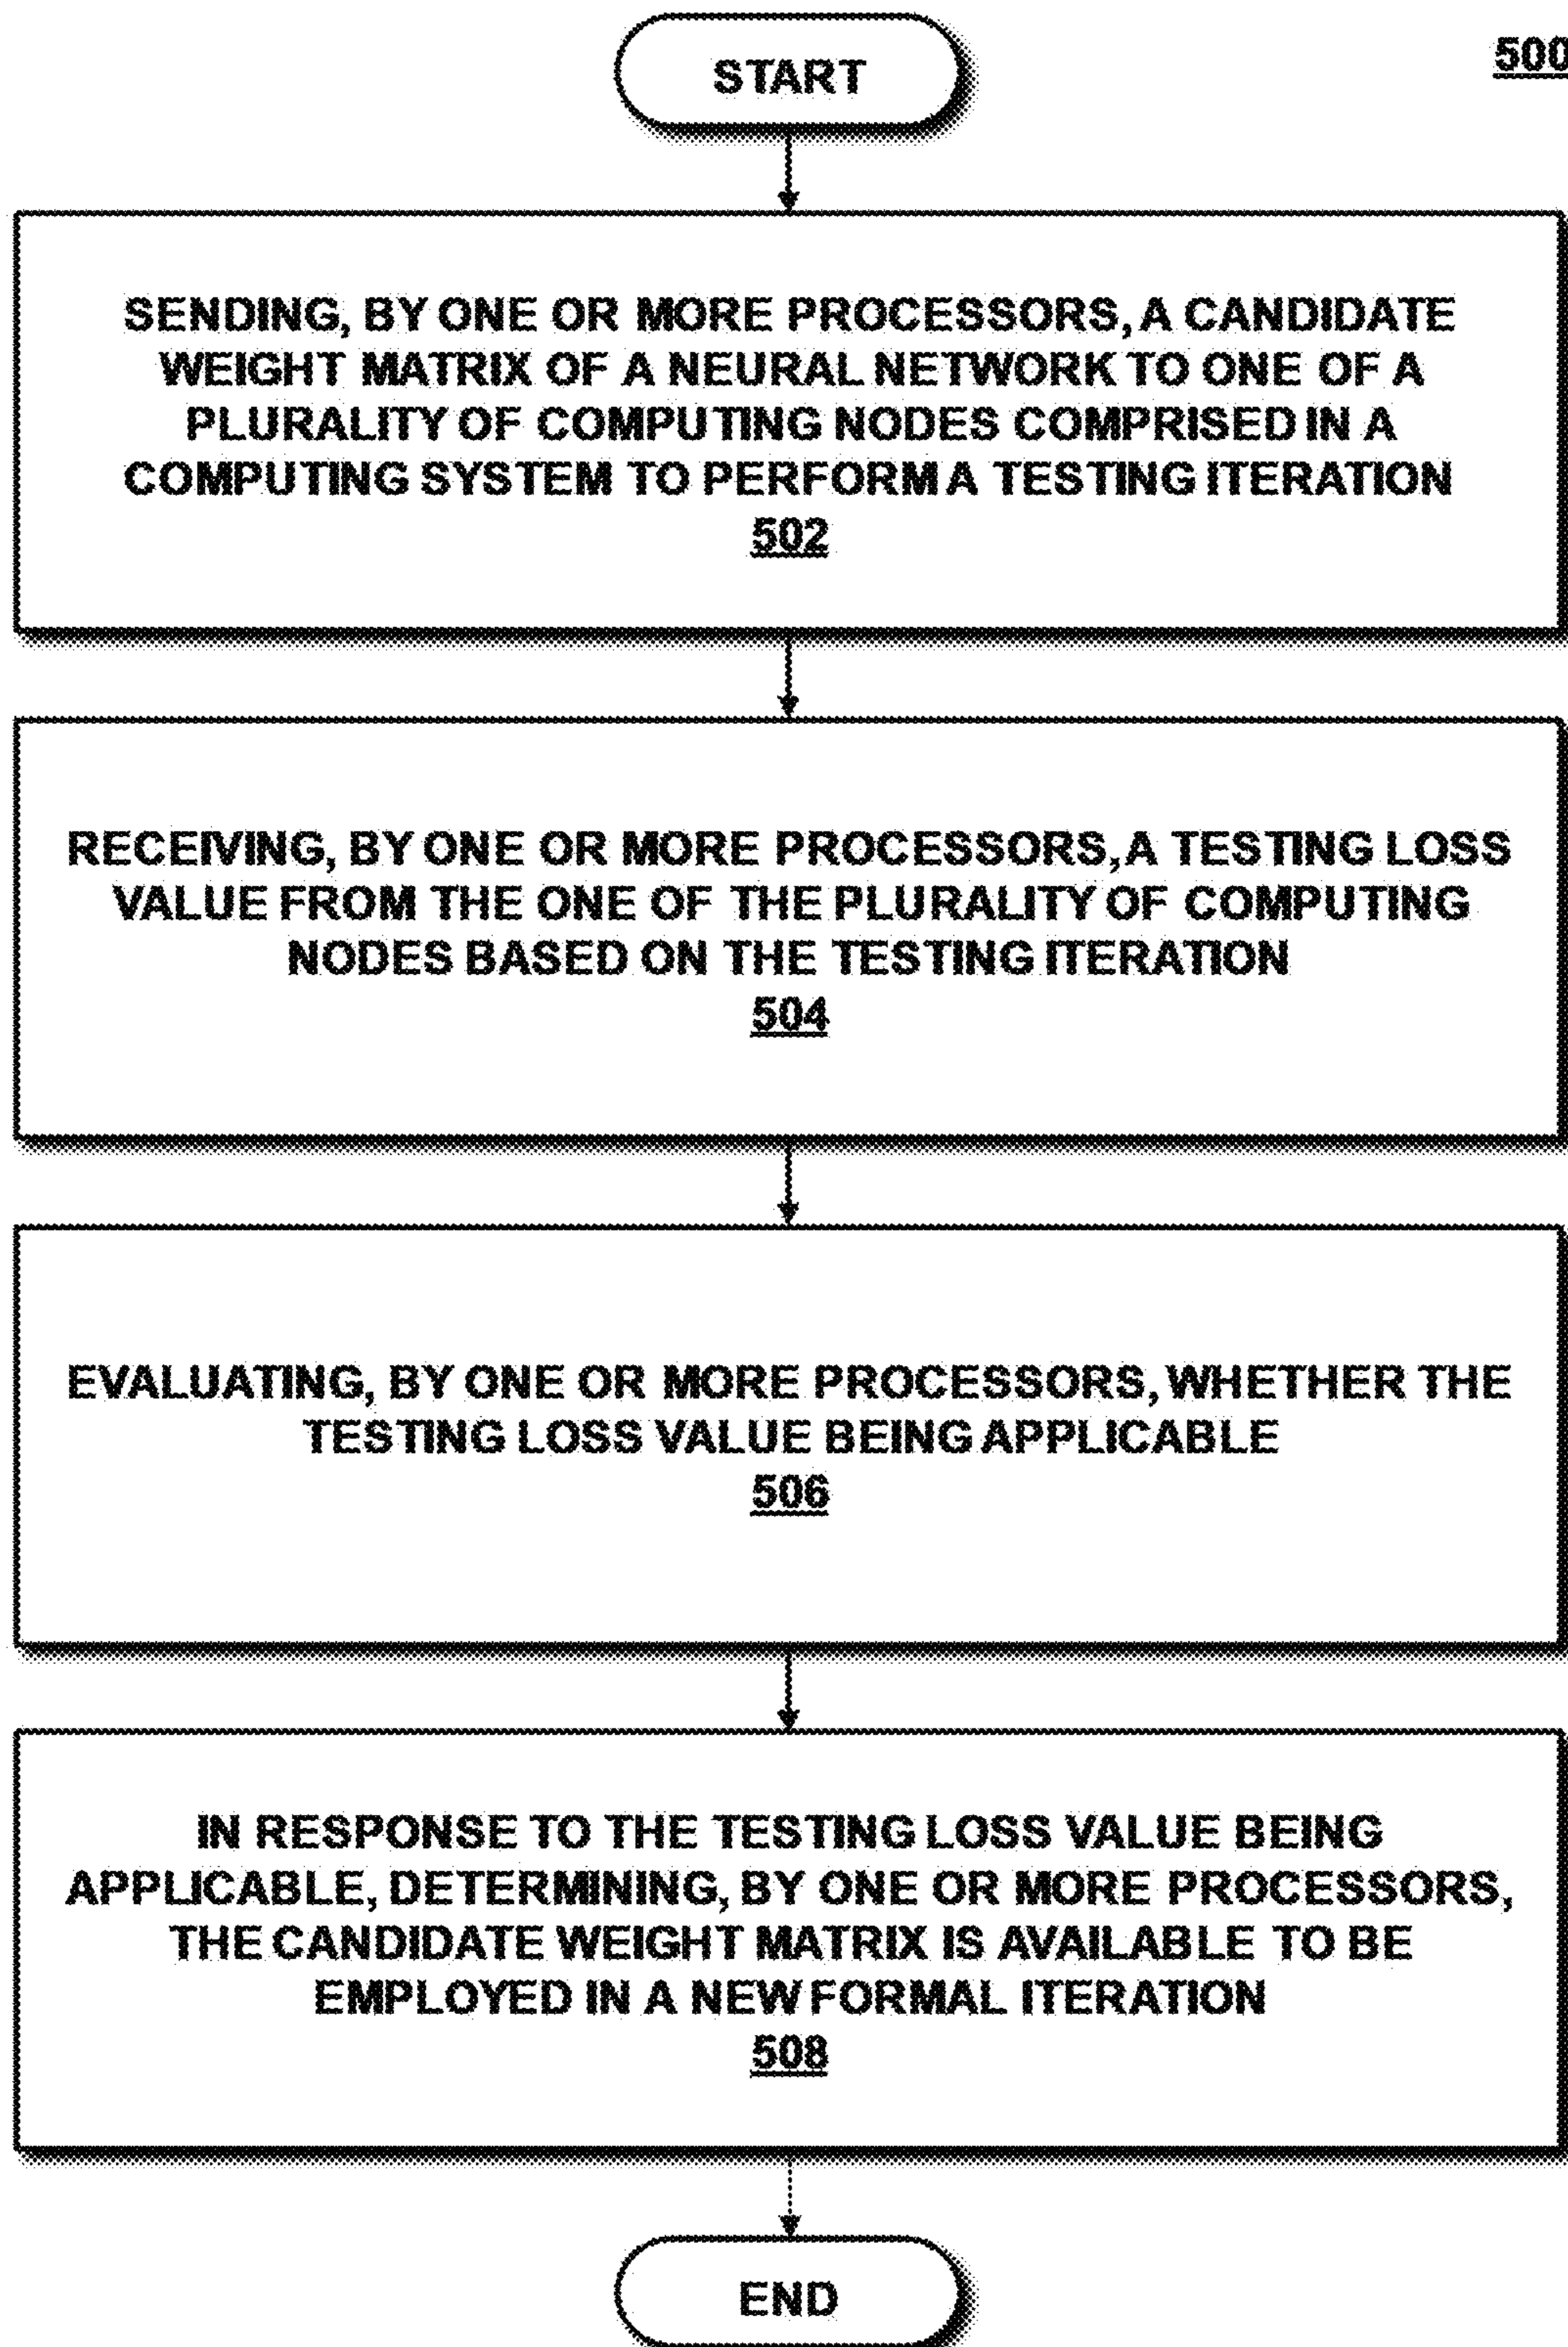 START
500
SENDING, BY ONE OR MORE PROCESSORS, A CANDIDATE
WEIGHT MATRIX OF A NEURAL NETWORK TO ONE OF A
PLURALITY OF COMPUTING NODES COMPRISED IN A
COMPUTING SYSTEM TO PERFORM A TESTING ITERATION
502
RECEIVING, BY ONE OR MORE PROCESSORS, A TESTING LOSS
VALUE FROM THE ONE OF THE PLURALITY OF COMPUTING
NODES BASED ON THE TESTING ITERATION
504
EVALUATING, BY ONE OR MORE PROCESSORS, WHETHER THE
TESTING LOSS VALUE BEING APPLICABLE
506
IN RESPONSE TO THE TESTING LOSS VALUE BEING
APPLICABLE, DETERMINING, BY ONE OR MORE PROCESSORS,
THE CANDIDATE WEIGHT MATRIX IS AVAILABLE TO BE
EMPLOYED IN A NEW FORMAL ITERATION
508
END